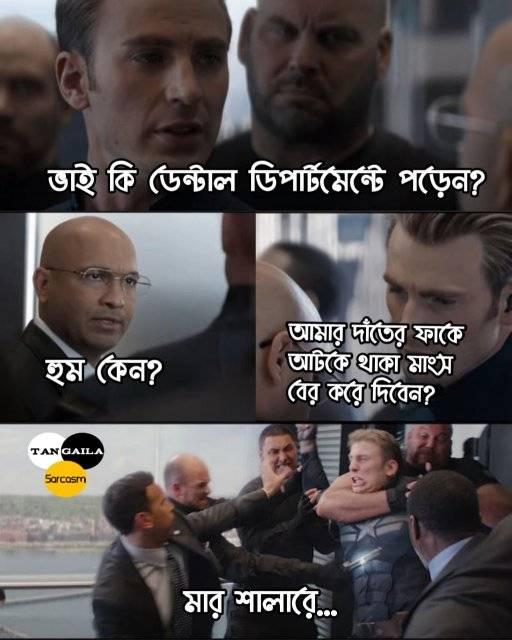 ভাই কি ডেন্টাল ডিপার্টমেন্টে পড়েন?
হুম কেন?
আমার দাঁতের ফাকে
আটকে থাকা মাংস
বের করে দিবেন?
TANGAILA
Sarcasm
মার শালারে...